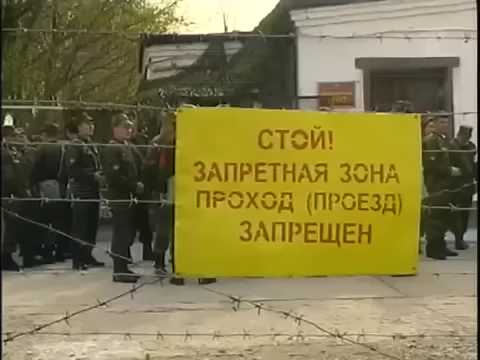 СТОЙ!
ЗАПРЕТНАЯ ЗОНА
ПРОХОД (ПРОЕЗД)
ЗАПРЕЩЕН